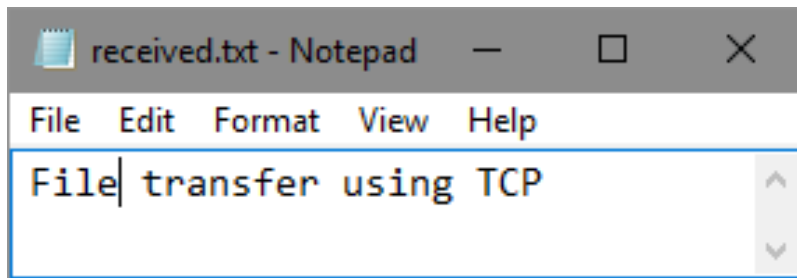 received.txt - Notepad
File Edit Format View Help
File transfer using TCP